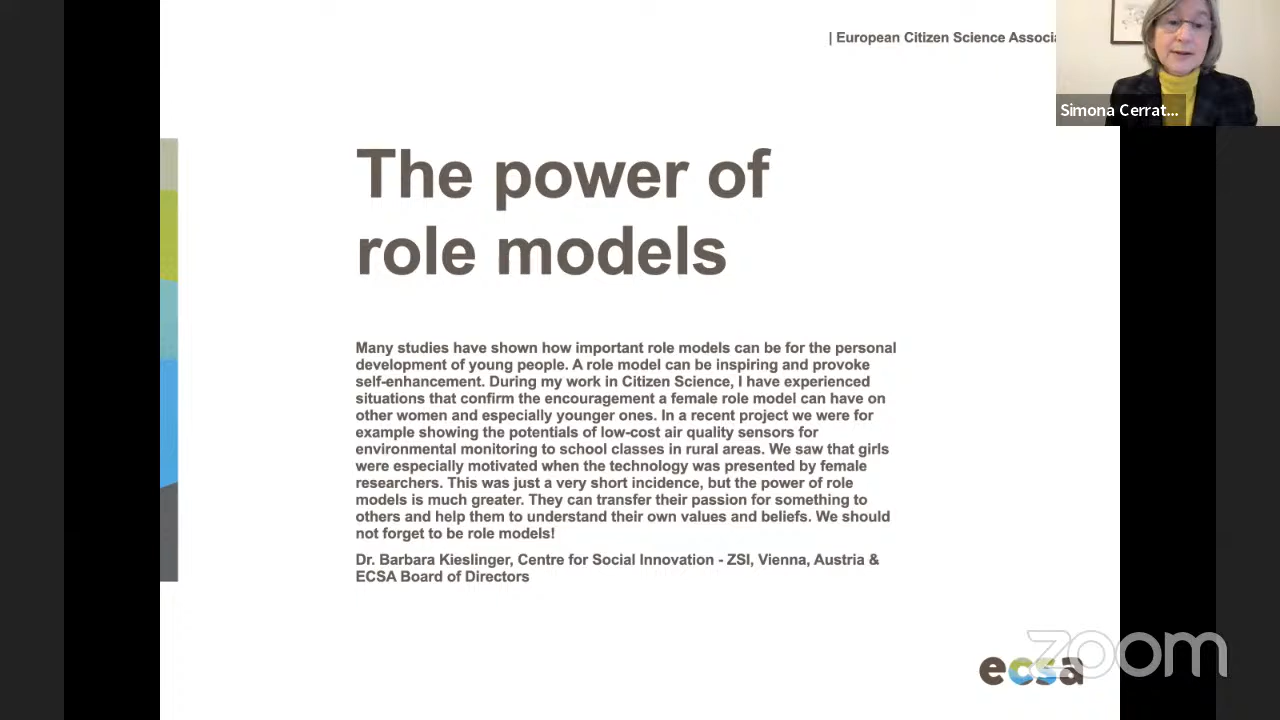 | European Citizen Science Associa
Simona Cerrat...
The power of
role models
Many studies have shown how important role models can be for the personal
development of young people. A role model can be inspiring and provoke
self-enhancement. During my work in Citizen Science, I have experienced
situations that confirm the encouragement a female role model can have on
other women and especially younger ones. In a recent project we were for
example showing the potentials of low-cost air quality sensors for
environmental monitoring to school classes in rural areas. We saw that girls
were especially motivated when the technology was presented by female
researchers. This was just a very short incidence, but the power of role
models is much greater. They can transfer their passion for something to
others and help them to understand their own values and beliefs. We should
not forget to be role models!
Dr. Barbara Kieslinger, Centre for Social Innovation - ZSI, Vienna, Austria &
ECSA Board of Directors
zoom
ecsa